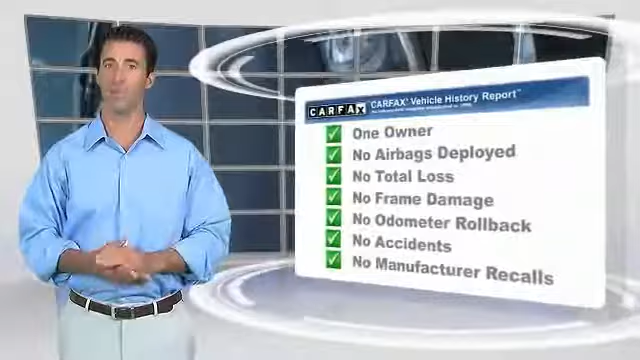 CARFAX CARFAX® Vehicle History Report™
One Owner
No Airbags Deployed
No Total Loss
No Frame Damage
No Odometer Rollback
No Accidents
No Manufacturer Recalls